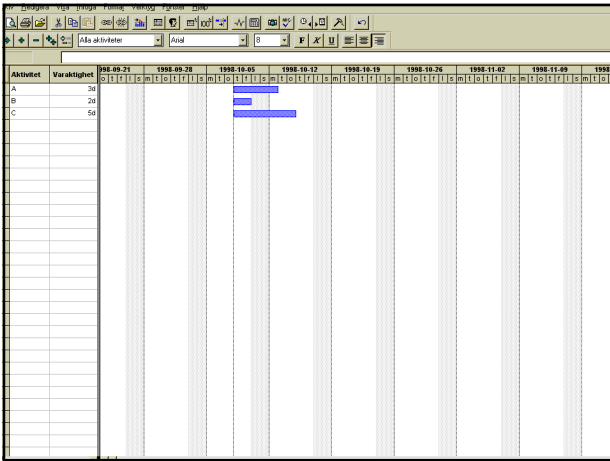 Arkiv Redigera Visa Infoga Format Verktyg Fönster Hjälp
Alla aktiviteter Arial 8 F K U
Aktivitet Varaktighet 998-09-21 1998-09-28 1998-10-05 1998-10-12 1998-10-19 1998-10-26 1998-11-02 1998-11-09 1998
o t f l s m t o t f l s m t o t f l s m t o t f l s m t o t f l s m t o t f l s m t o t f l s m t o t f l s m t o
A 3d
B 2d
C 5d